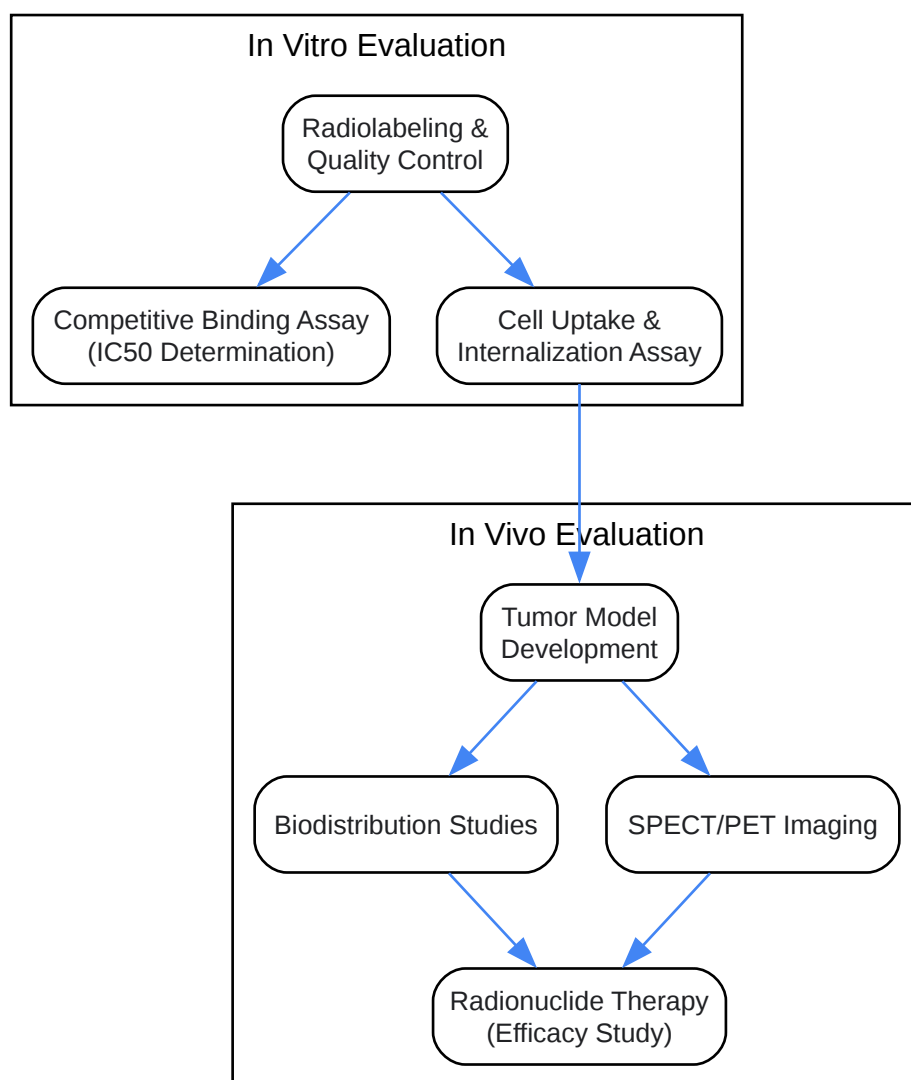 In Vitro Evaluation
Radiolabeling &
Quality Control
Competitive Binding Assay
(IC50 Determination)
Cell Uptake &
Internalization Assay
In Vivo Evaluation
Tumor Model
Development
Biodistribution Studies
SPECT/PET Imaging
Radionuclide Therapy
(Efficacy Study)